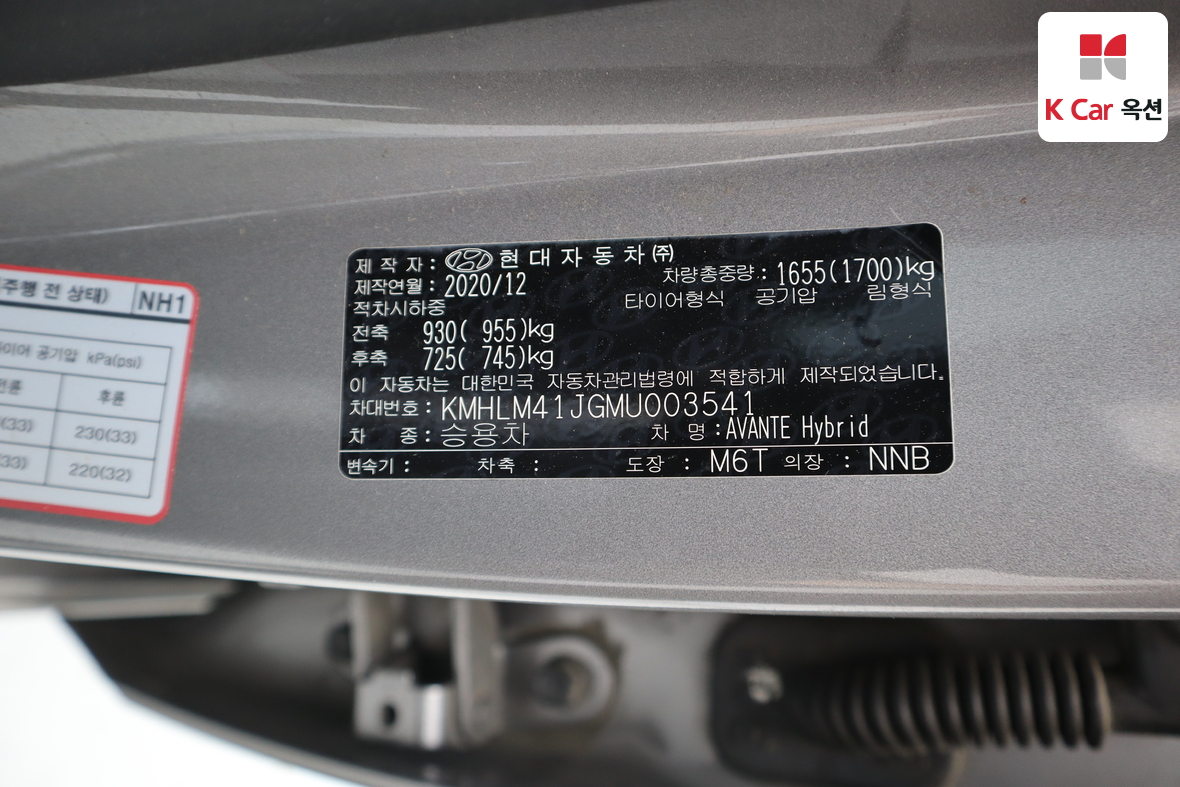 K Car 옥션
제 작 자 : 현 대 자 동 차 ㈜
제작연월 : 2020/12 차량총중량 : 1655(1700)kg
적차시하중 타이어형식 공기압 림형식
전축 930( 955)kg
후축 725( 745)kg
이 자동차는 대한민국 자동차관리법령에 적합하게 제작되었습니다.
차대번호 : KMHLM41JGMU003541
차 종 : 승용차 차 명 : AVANTE Hybrid
변속기 : 차축 : 도장 : M6T 의장 : NNB
주행 전 상태) NH1
공기압 kPa(psi)
후륜
(33) 230(33)
(33) 220(32)